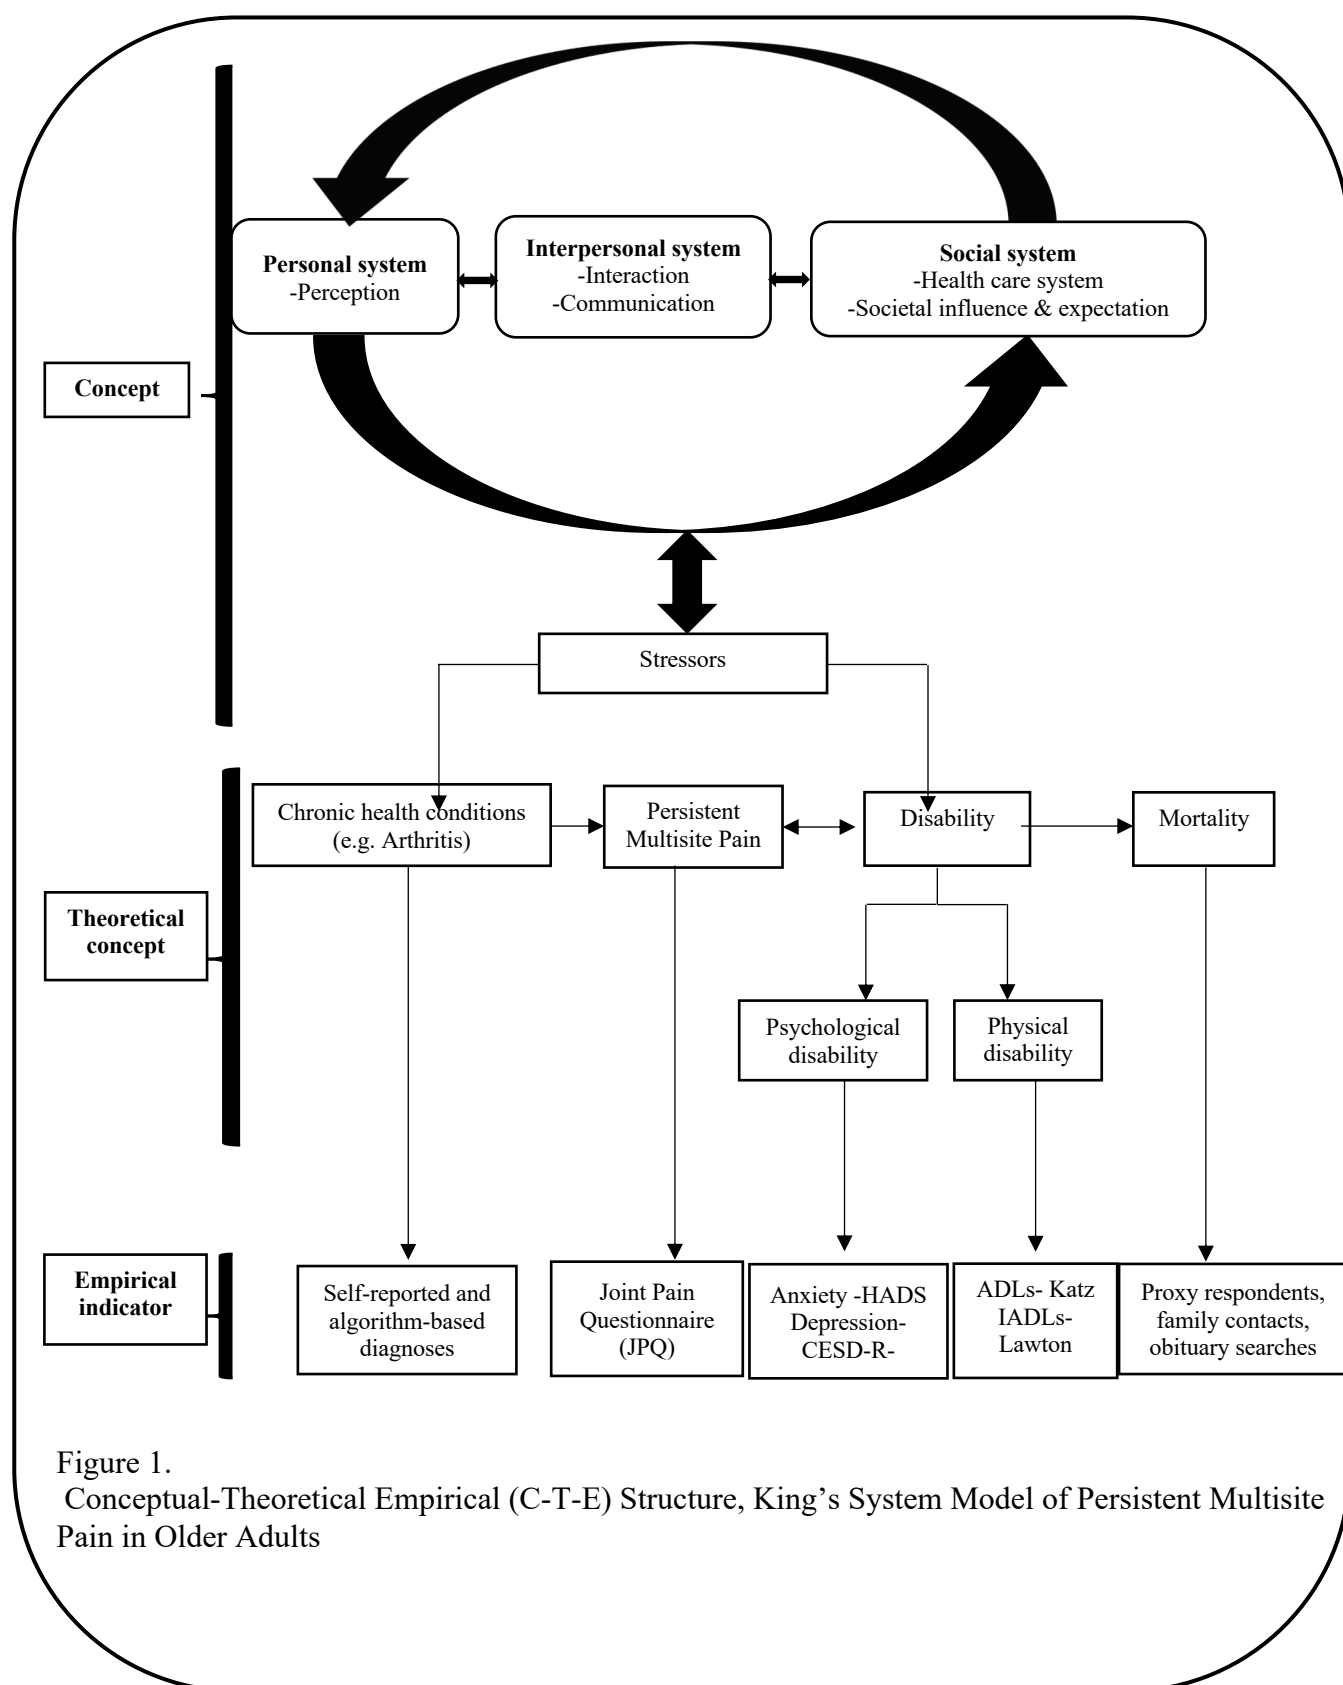 Personal system
-Perception
Interpersonal system
-Interaction
-Communication
Social system
-Health care system
-Societal influence & expectation
Concept
Stressors
Chronic health conditions
(e.g. Arthritis)
Persistent
Multisite Pain
Disability
Mortality
Theoretical
concept
Psychological
disability
Physical
disability
Empirical
indicator
Self-reported and
algorithm-based
diagnoses
Joint Pain
Questionnaire
(JPQ)
Anxiety -HADS
Depression-
CESD-R-
ADLs- Katz
IADLs-
Lawton
Proxy respondents,
family contacts,
obituary searches
Figure 1.
Conceptual-Theoretical Empirical (C-T-E) Structure, King’s System Model of Persistent Multisite
Pain in Older Adults